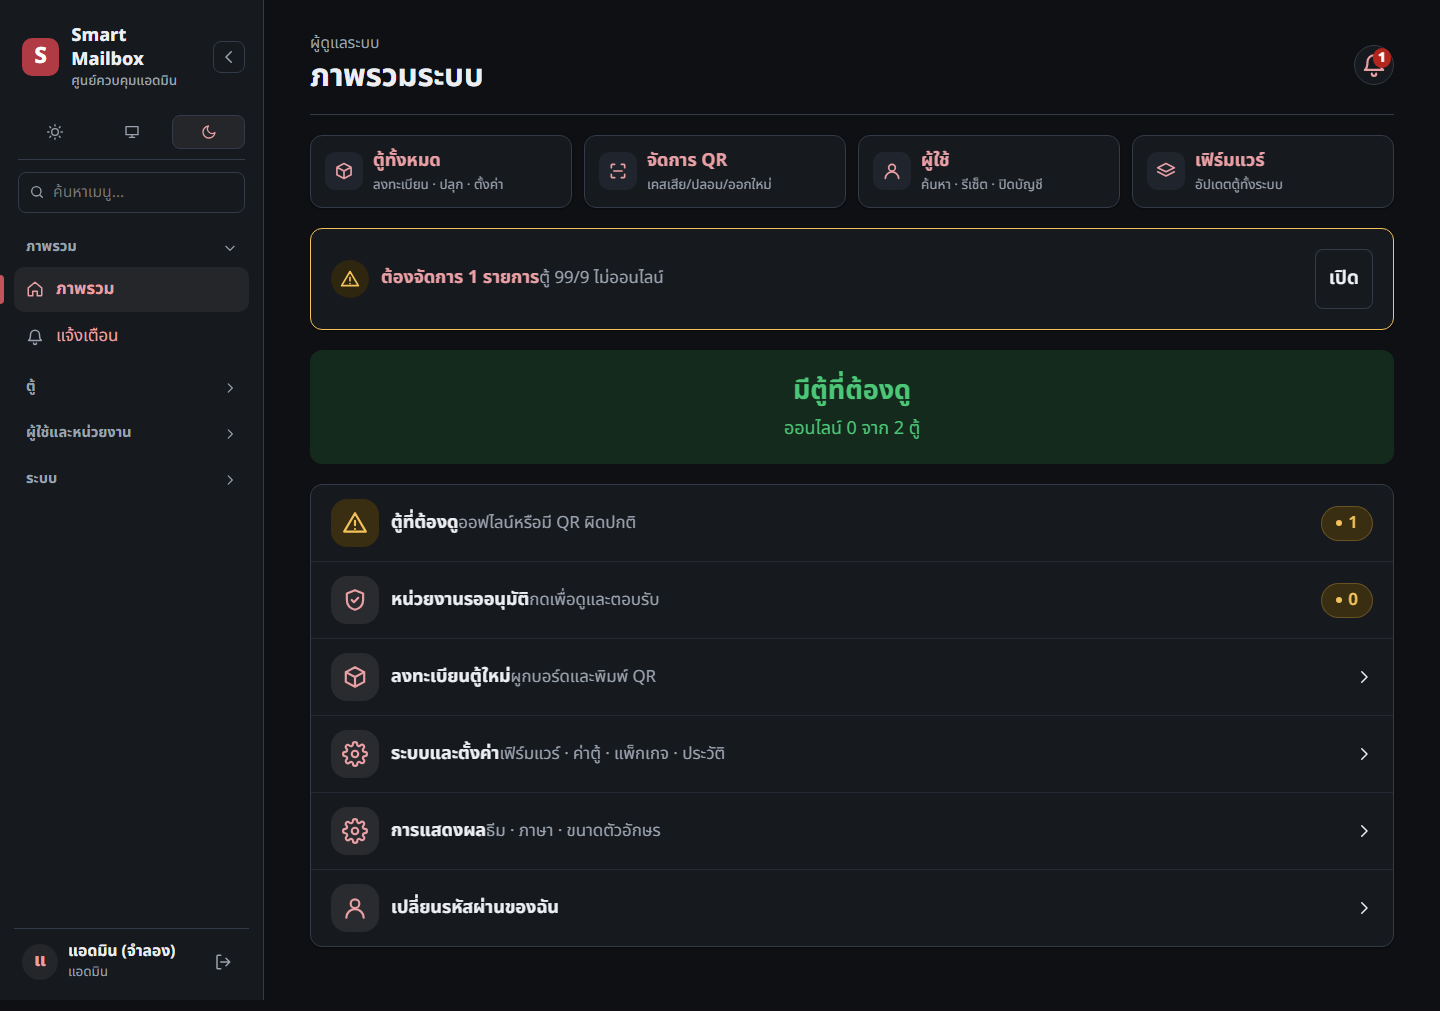 S
Smart
Mailbox
ศูนย์ควบคุมแอดมิน
ค้นหาเมนู...
ภาพรวม
ภาพรวม
แจ้งเตือน
ตู้
ผู้ใช้และหน่วยงาน
ระบบ
แ
แอดมิน (จำลอง)
แอดมิน
ผู้ดูแลระบบ
ภาพรวมระบบ
1
ตู้ทั้งหมด
ลงทะเบียน · ปลุก · ตั้งค่า
จัดการ QR
เคสเสีย/ปลอม/ออกใหม่
ผู้ใช้
ค้นหา · รีเซ็ต · ปิดบัญชี
เฟิร์มแวร์
อัปเดตตู้ทั้งระบบ
ต้องจัดการ 1 รายการตู้ 99/9 ไม่ออนไลน์
เปิด
มีตู้ที่ต้องดู
ออนไลน์ 0 จาก 2 ตู้
ตู้ที่ต้องดูออฟไลน์หรือมี QR ผิดปกติ
• 1
หน่วยงานรออนุมัติกดเพื่อดูและตอบรับ
• 0
ลงทะเบียนตู้ใหม่ผูกบอร์ดและพิมพ์ QR
ระบบและตั้งค่าเฟิร์มแวร์ · ค่าตู้ · แพ็กเกจ · ประวัติ
การแสดงผลธีม · ภาษา · ขนาดตัวอักษร
เปลี่ยนรหัสผ่านของฉัน